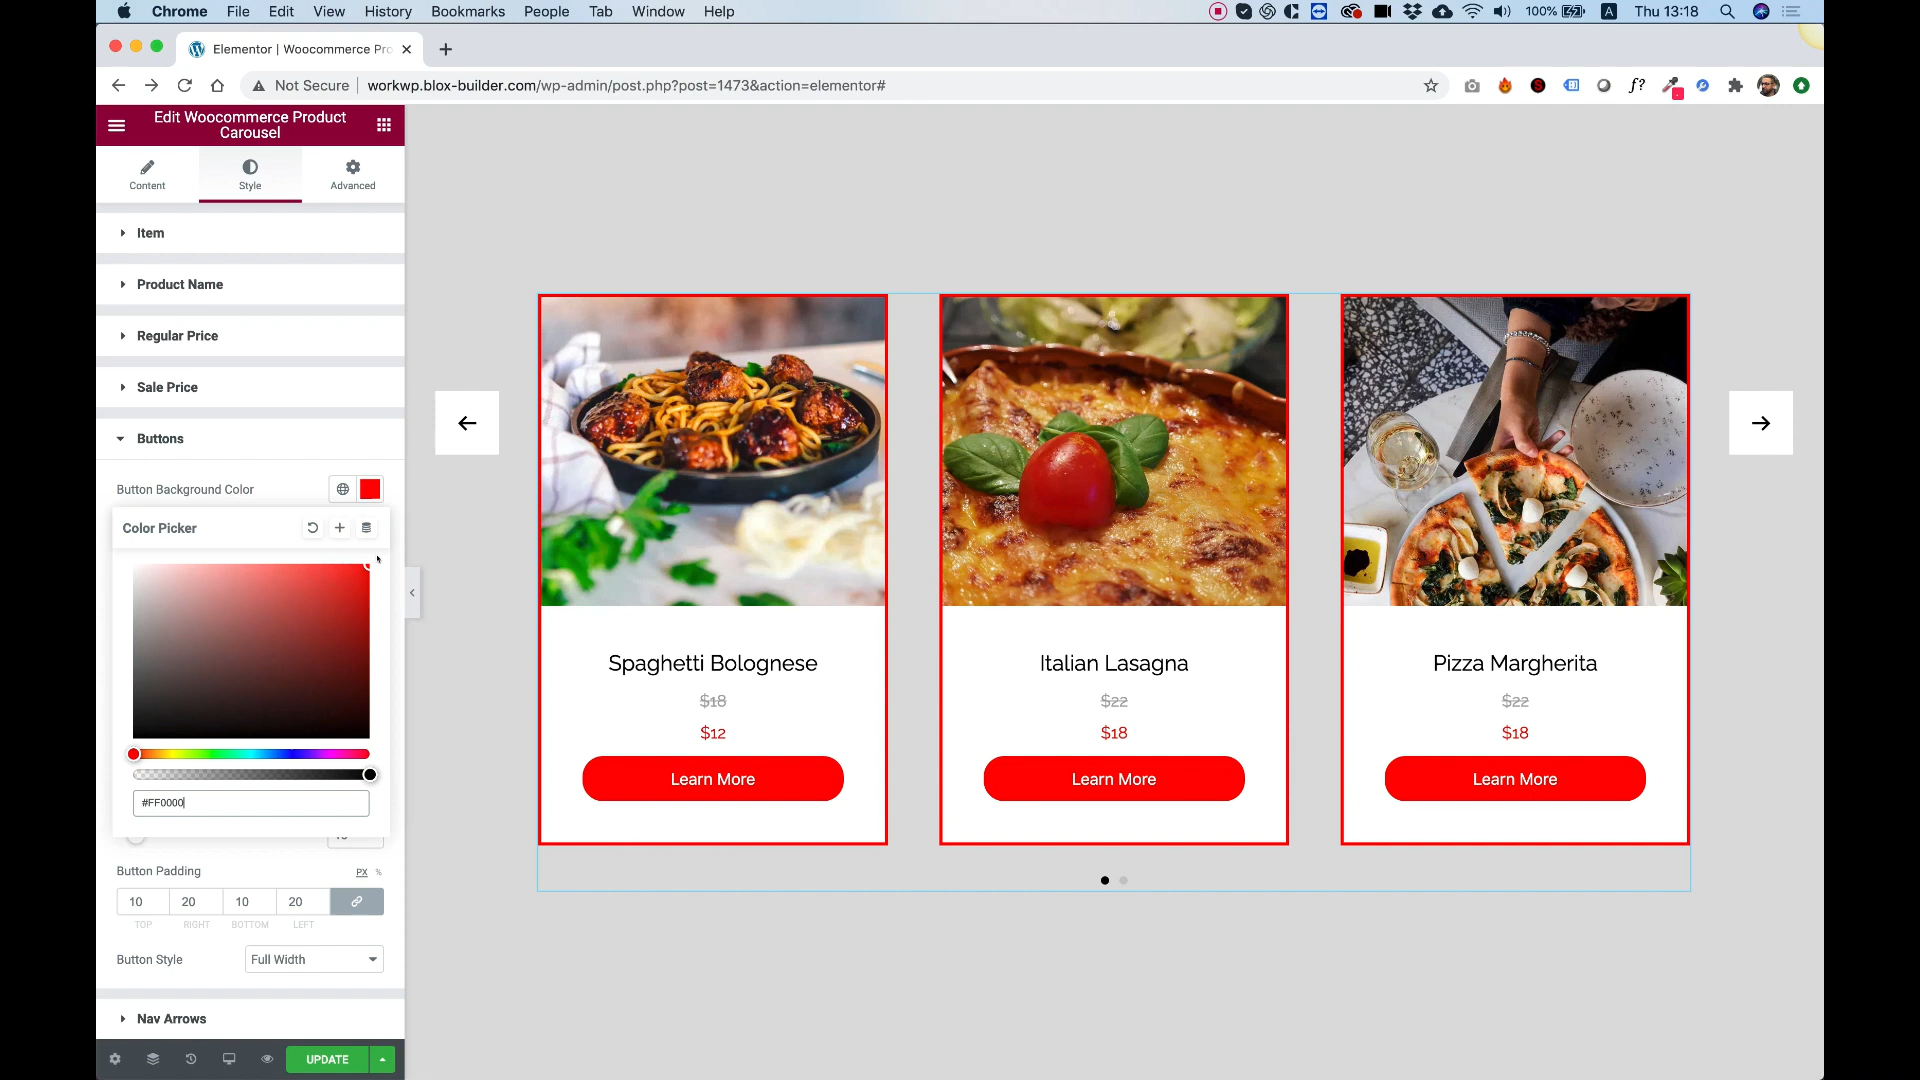 Chrome File Edit View History Bookmarks People Tab Window Help
100% A Thu 13:18
Elementor | Woocommerce Pro
Not Secure workwp.blox-builder.com/wp-admin/post.php?post=1473&action=elementor#
f?
Edit Woocommerce Product
Carousel
Content Style Advanced
Item
Product Name
Regular Price
Sale Price
Buttons
Button Background Color
Color Picker
#FF0000
Button Padding PX %
10 20 10 20
TOP RIGHT BOTTOM LEFT
Button Style Full Width
Nav Arrows
UPDATE
Spaghetti Bolognese
$18
$12
Learn More
Italian Lasagna
$22
$18
Learn More
Pizza Margherita
$22
$18
Learn More